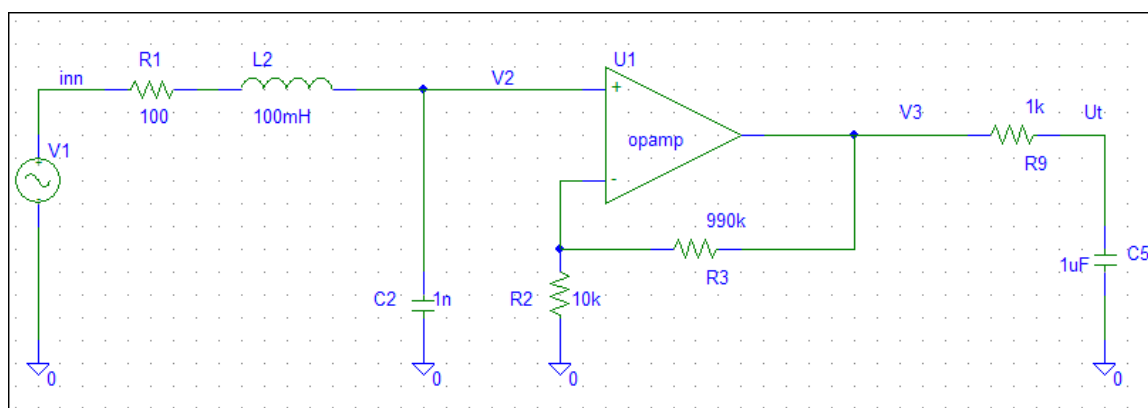 R1
L2
U1
inn
V2
+
100
100mH
V3
1k
Ut
V1
opamp
R9
-
990k
R3
C5
1uF
C2
1n
R2
10k
0
0
0
0